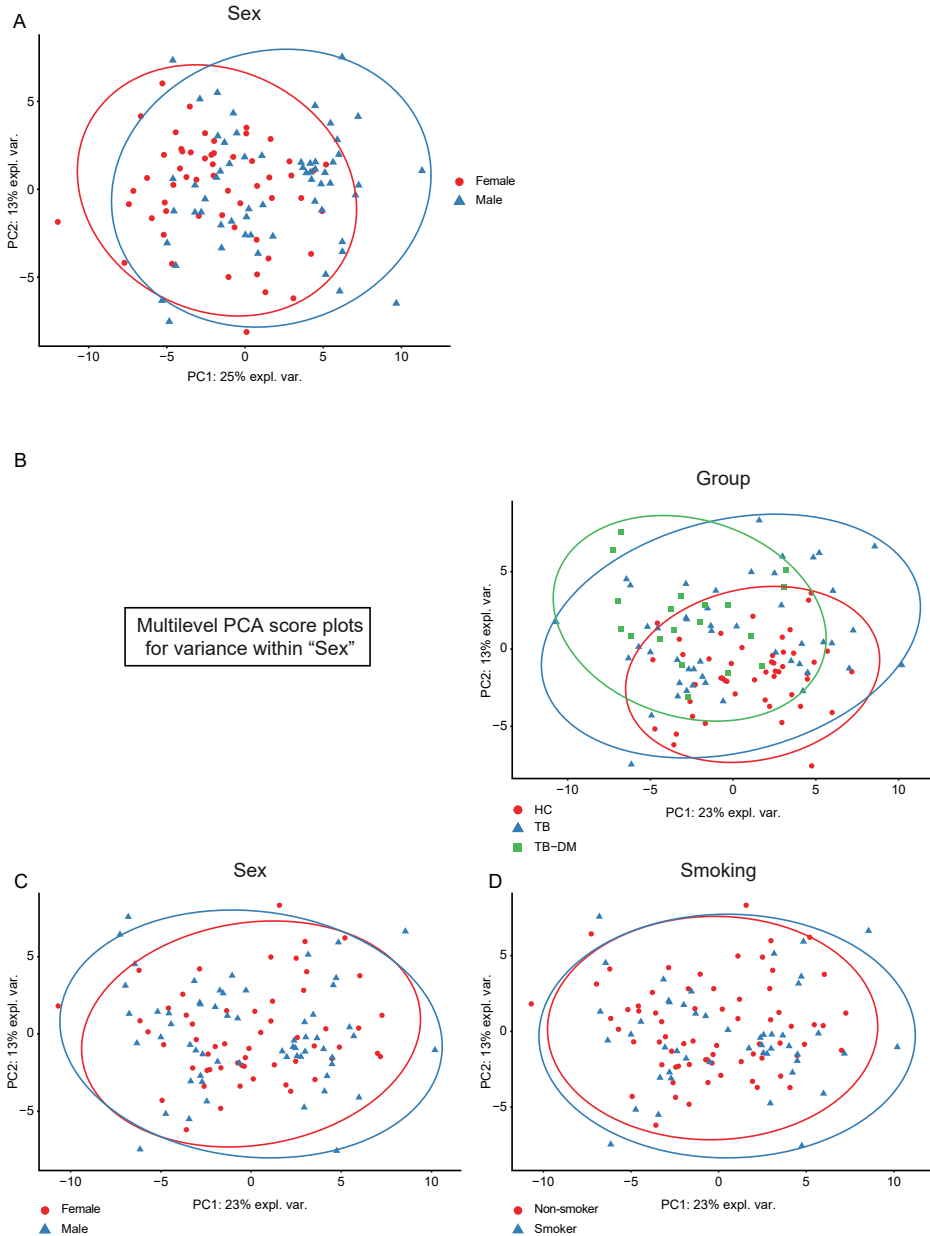 A
Sex
5
0
−5
PC2: 13% expl. var.
−10
−5
0
5
10
PC1: 25% expl. var.
Female
Male
B
Multilevel PCA score plots
for variance within “Sex”
Group
5
0
−5
PC2: 13% expl. var.
−10
−5
0
5
10
PC1: 23% expl. var.
HC
TB
TB−DM
C
Sex
5
0
−5
PC2: 13% expl. var.
−10
−5
0
5
10
PC1: 23% expl. var.
Female
Male
D
Smoking
5
0
−5
PC2: 13% expl. var.
−10
−5
0
5
10
PC1: 23% expl. var.
Non-smoker
Smoker